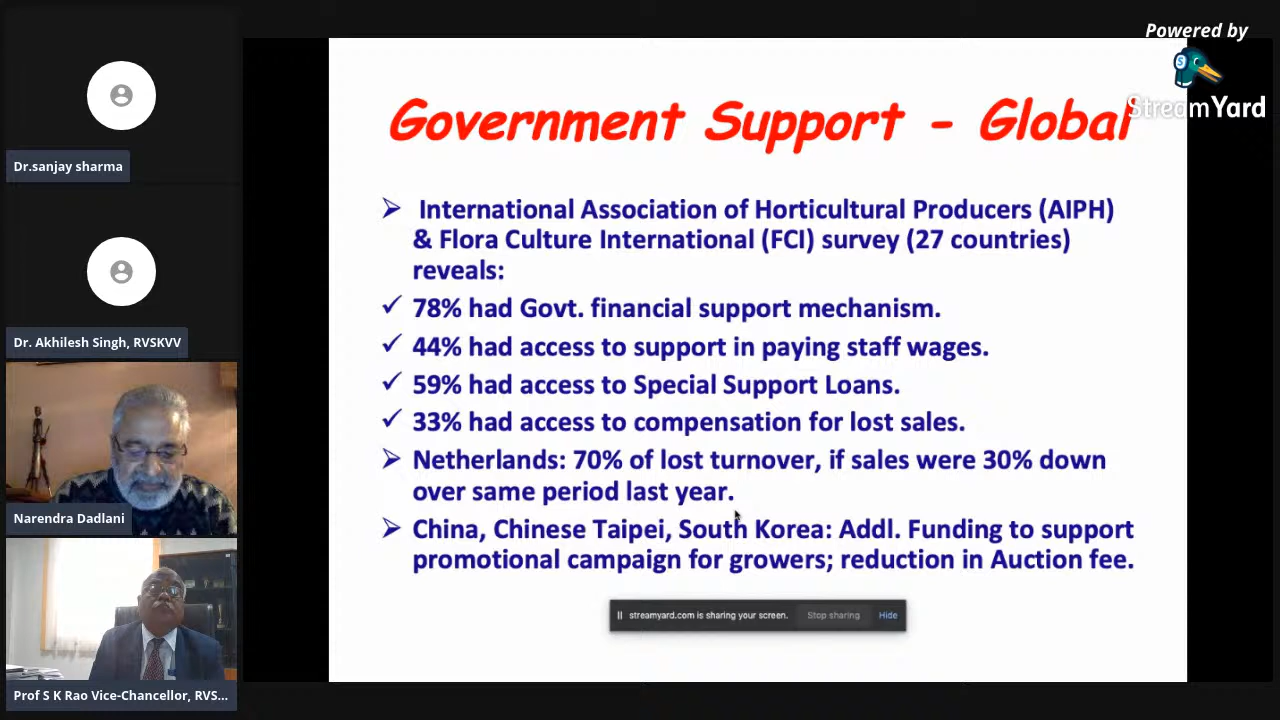 Powered by
StreamYard
Dr.sanjay sharma
Dr. Akhilesh Singh, RVSKVV
Narendra Dadlani
Prof S K Rao Vice-Chancellor, RVS...
Government Support - Global
➢ International Association of Horticultural Producers (AIPH)
& Flora Culture International (FCI) survey (27 countries)
reveals:
✓ 78% had Govt. financial support mechanism.
✓ 44% had access to support in paying staff wages.
✓ 59% had access to Special Support Loans.
✓ 33% had access to compensation for lost sales.
➢ Netherlands: 70% of lost turnover, if sales were 30% down
over same period last year.
➢ China, Chinese Taipei, South Korea: Addl. Funding to support
promotional campaign for growers; reduction in Auction fee.
streamyard.com is sharing your screen. Stop sharing Hide